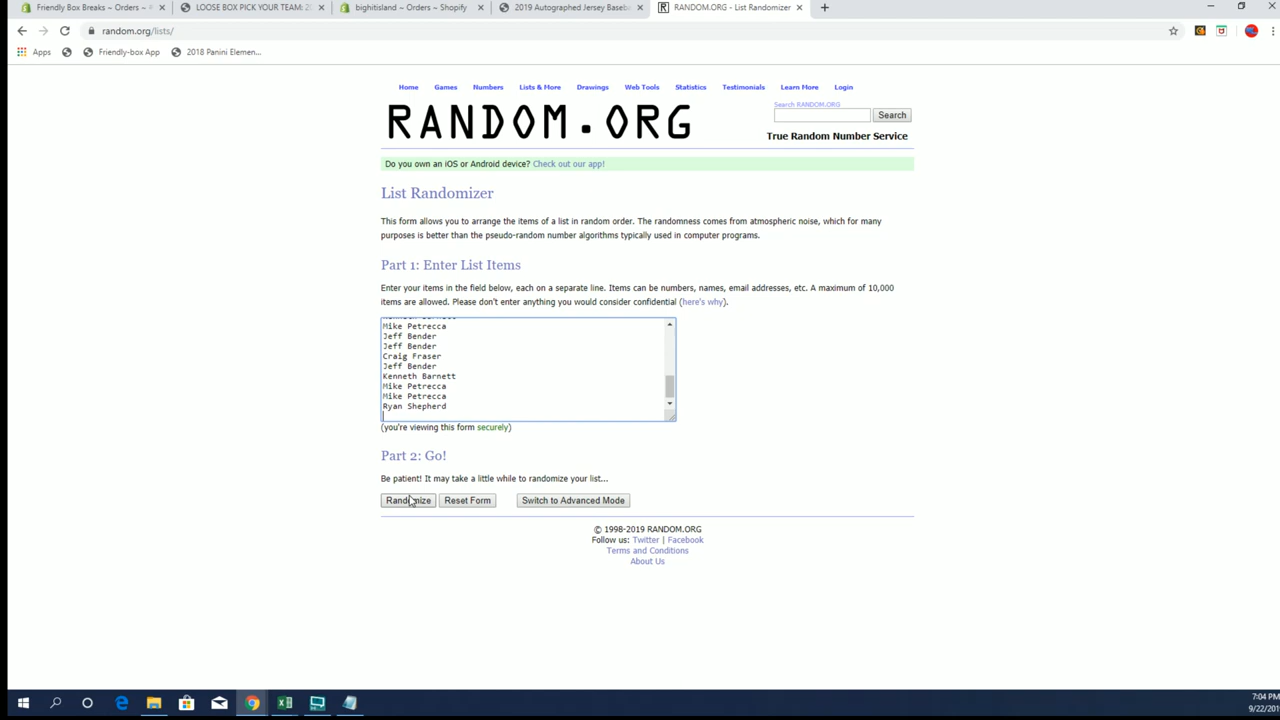 Friendly Box Breaks ~ Orders ~
LOOSE BOX PICK YOUR TEAM: 20
bighitisland ~ Orders ~ Shopify
2019 Autographed Jersey Baseb
RANDOM.ORG - List Randomizer
random.org/lists/
Apps
Friendly-box App
2018 Panini Elemen...
Home
Games
Numbers
Lists & More
Drawings
Web Tools
Statistics
Testimonials
Learn More
Login
RANDOM.ORG
Search RANDOM.ORG
Search
True Random Number Service
Do you own an iOS or Android device? Check out our app!
List Randomizer
This form allows you to arrange the items of a list in random order. The randomness comes from atmospheric noise, which for many
purposes is better than the pseudo-random number algorithms typically used in computer programs.
Part 1: Enter List Items
Enter your items in the field below, each on a separate line. Items can be numbers, names, email addresses, etc. A maximum of 10,000
items are allowed. Please don't enter anything you would consider confidential (here's why).
Mike Petrecca
Jeff Bender
Jeff Bender
Craig Fraser
Jeff Bender
Kenneth Barnett
Mike Petrecca
Mike Petrecca
Ryan Shepherd
(you're viewing this form securely)
Part 2: Go!
Be patient! It may take a little while to randomize your list...
Randomize
Reset Form
Switch to Advanced Mode
© 1998-2019 RANDOM.ORG
Follow us: Twitter | Facebook
Terms and Conditions
About Us
7:04 PM
9/22/201